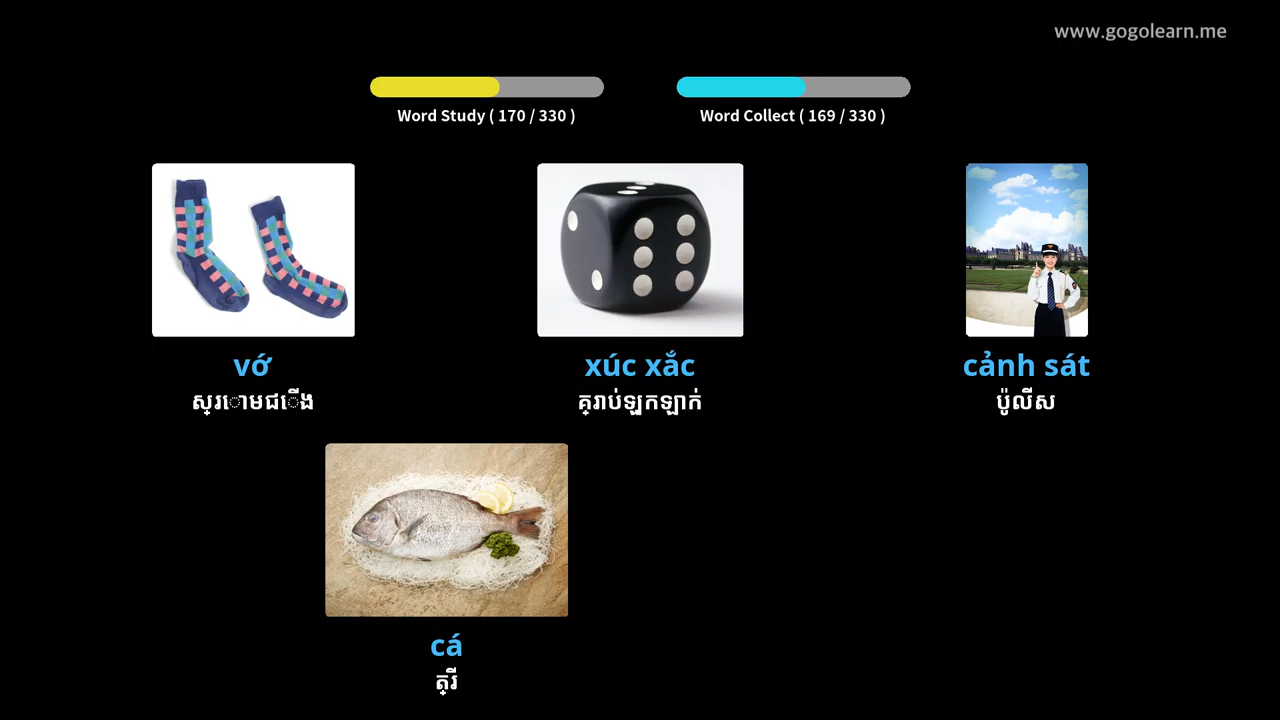 www.gogolearn.me
Word Study ( 170 / 330 )
Word Collect ( 169 / 330 )
vớ
ស្រោមជើង
xúc xắc
គ្រាប់ឡុកឡាក់
cảnh sát
ប៉ូលីស
cá
ត្រី